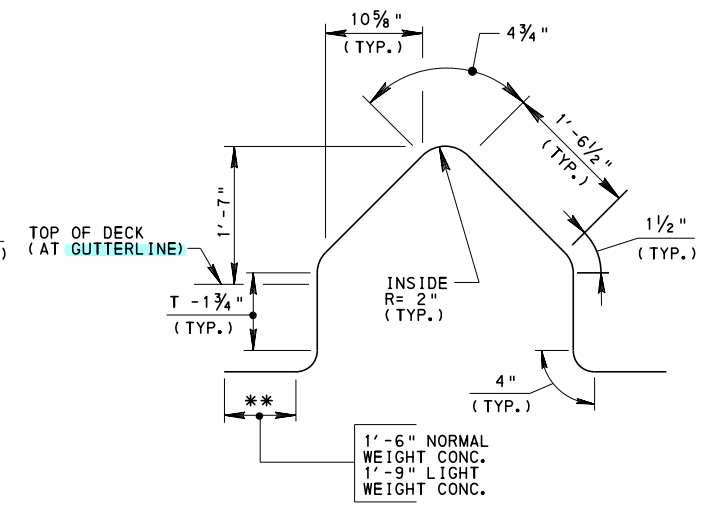 10⅝"
(TYP.)
4¾"
1'-6½"
(TYP.)
1'-7"
TOP OF DECK
(AT GUTTERLINE)
)
1½"
(TYP.)
T -1¾"
(TYP.)
INSIDE
R= 2"
(TYP.)
4"
(TYP.)
**
1'-6" NORMAL
WEIGHT CONC.
1'-9" LIGHT
WEIGHT CONC.